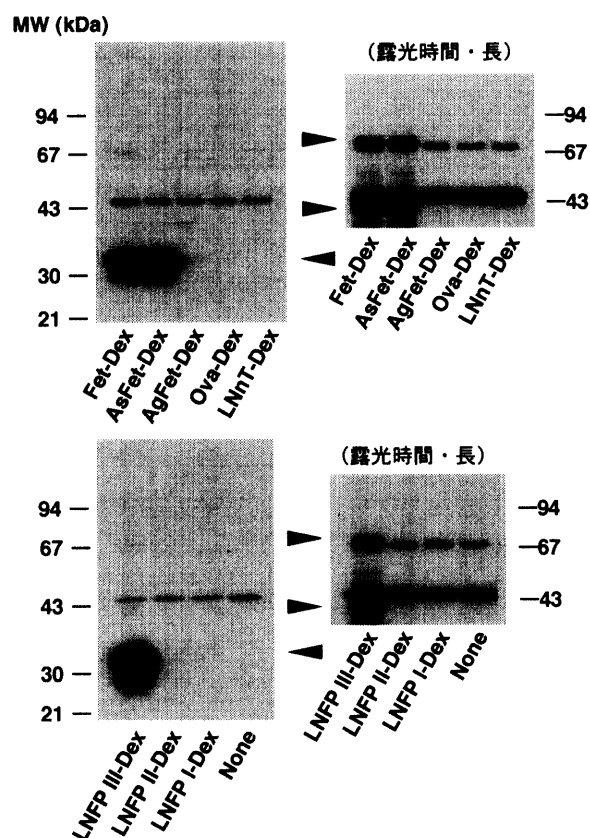 MW (kDa)
94
67
43
30
21
Fet-Dex
AsFet-Dex
AgFet-Dex
Ova-Dex
LNnT-Dex
(露光時間・長)
94
67
43
Fet-Dex
AsFet-Dex
AgFet-Dex
Ova-Dex
LNnT-Dex
94
67
43
30
21
LNFP III-Dex
LNFP II-Dex
LNFP I-Dex
None
(露光時間・長)
94
67
43
LNFP III-Dex
LNFP II-Dex
LNFP I-Dex
None